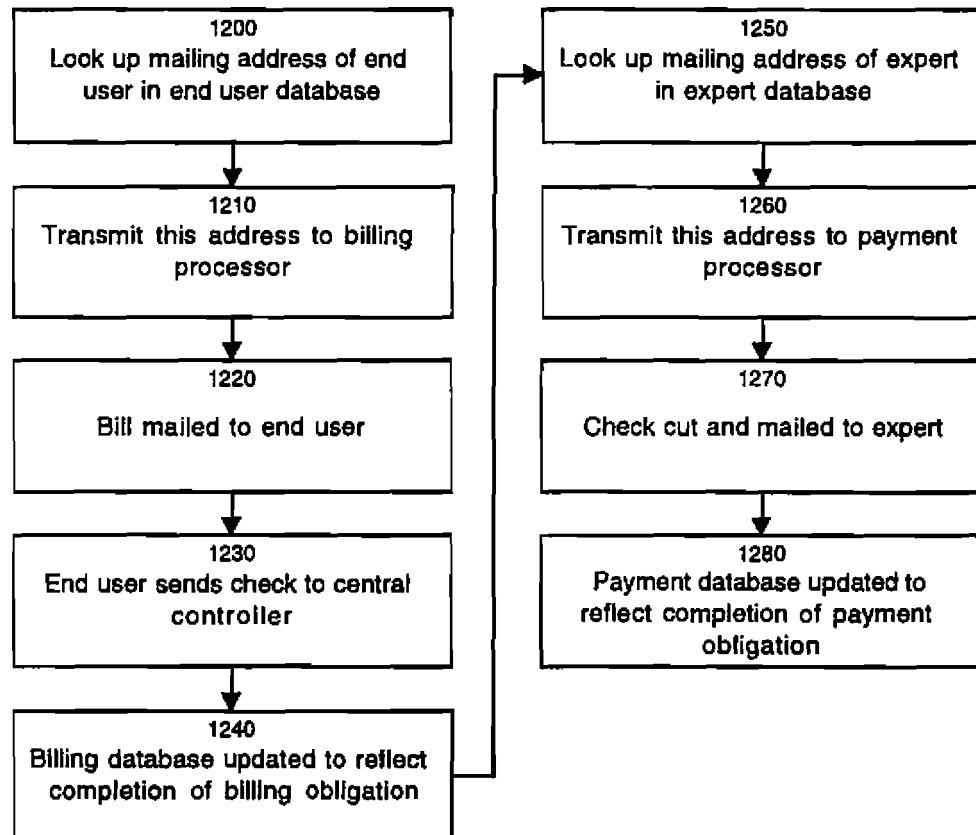 1200
Look up mailing address of end
user in end user database
1210
Transmit this address to billing
processor
1220
Bill mailed to end user
1230
End user sends check to central
controller
1240
Billing database updated to reflect
completion of billing obligation
1250
Look up mailing address of expert
in expert database
1260
Transmit this address to payment
processor
1270
Check cut and mailed to expert
1280
Payment database updated to
reflect completion of payment
obligation